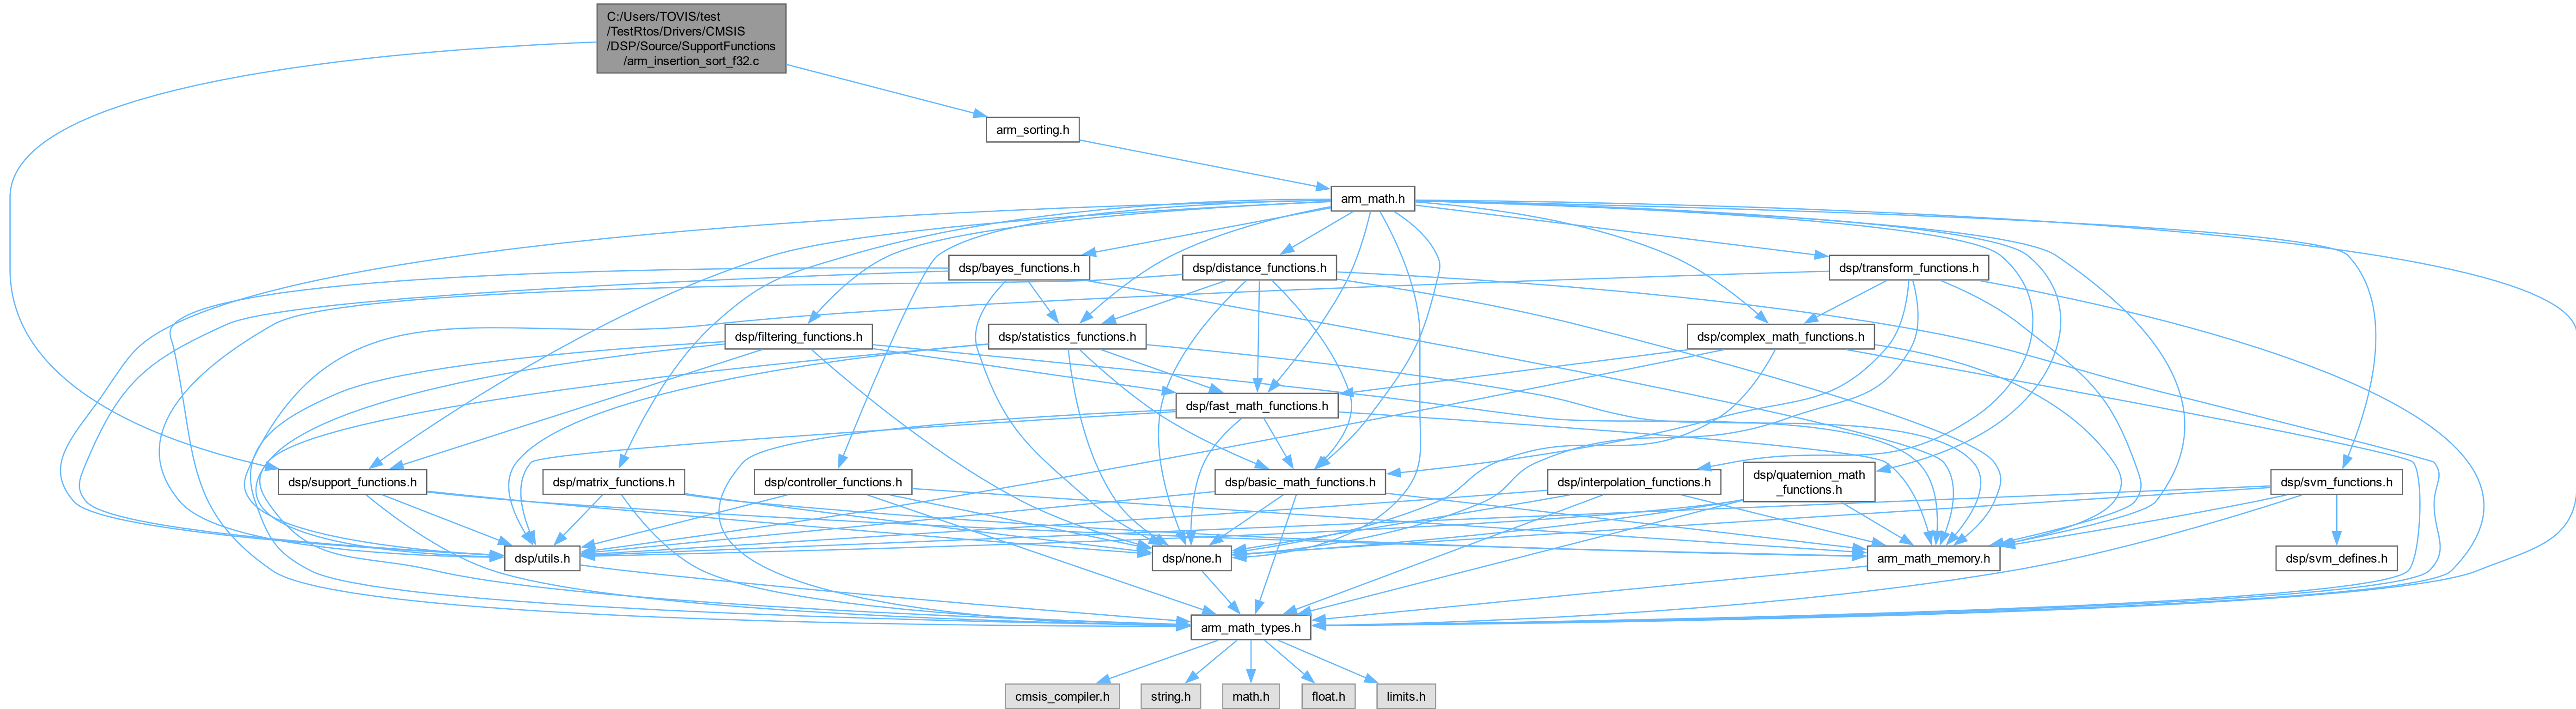 C:/Users/TOVIS/test
/TestRtos/Drivers/CMSIS
/DSP/Source/SupportFunctions
/arm_insertion_sort_f32.c
arm_sorting.h
arm_math.h
dsp/bayes_functions.h
dsp/distance_functions.h
dsp/transform_functions.h
dsp/filtering_functions.h
dsp/statistics_functions.h
dsp/complex_math_functions.h
dsp/fast_math_functions.h
dsp/support_functions.h
dsp/matrix_functions.h
dsp/controller_functions.h
dsp/basic_math_functions.h
dsp/interpolation_functions.h
dsp/quaternion_math
_functions.h
dsp/svm_functions.h
dsp/utils.h
dsp/none.h
arm_math_memory.h
dsp/svm_defines.h
arm_math_types.h
cmsis_compiler.h
string.h
math.h
float.h
limits.h